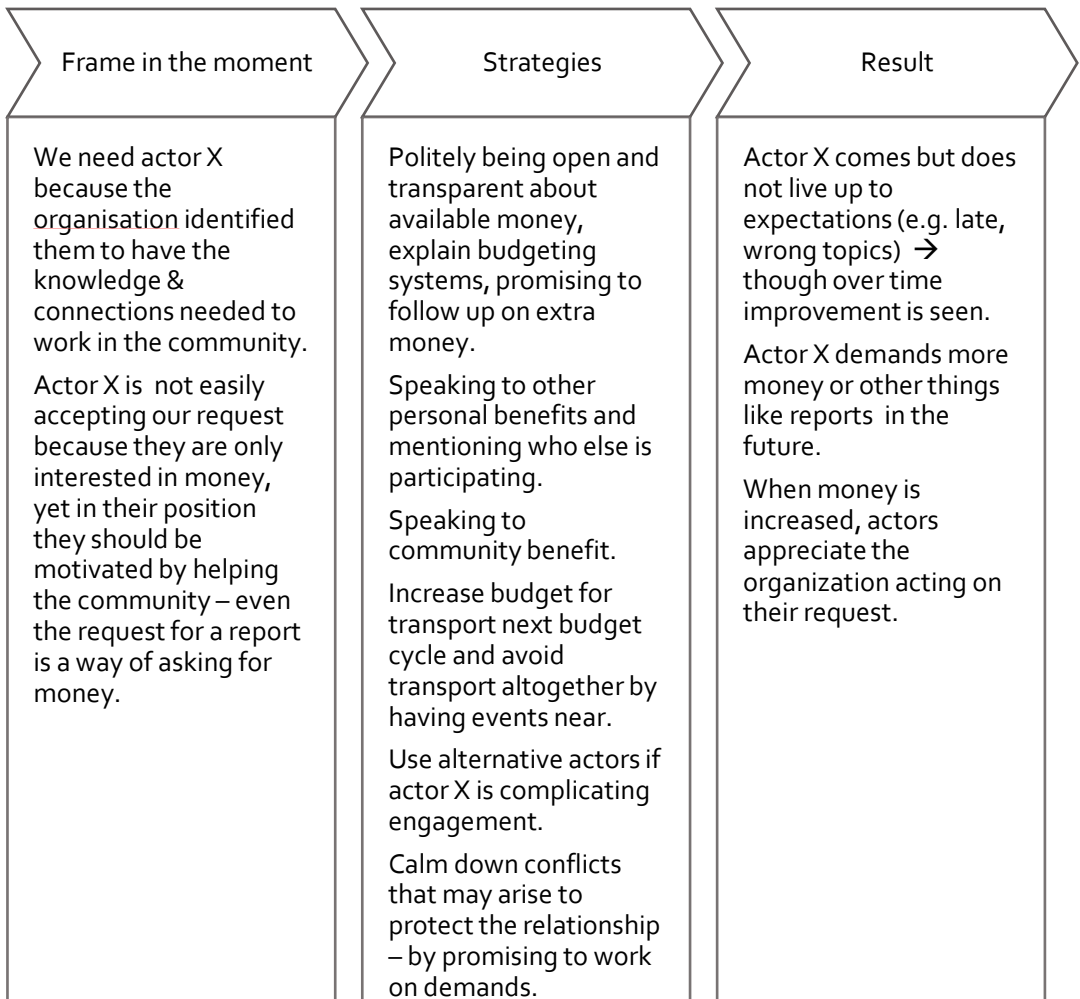 Frame in the moment
We need actor X
because the
organisation identified
them to have the
knowledge &
connections needed to
work in the community.
Actor X is  not easily
accepting our request
because they are only
interested in money,
yet in their position
they should be
motivated by helping
the community – even
the request for a report
is a way of asking for
money.
Strategies
Politely being open and
transparent about
available money,
explain budgeting
systems, promising to
follow up on extra
money.
Speaking to other
personal benefits and
mentioning who else is
participating.
Speaking to
community benefit.
Increase budget for
transport next budget
cycle and avoid
transport altogether by
having events near.
Use alternative actors if
actor X is complicating
engagement.
Calm down conflicts
that may arise to
protect the relationship
– by promising to work
on demands.
Result
Actor X comes but does
not live up to
expectations (e.g. late,
wrong topics) →
though over time
improvement is seen.
Actor X demands more
money or other things
like reports  in the
future.
When money is
increased, actors
appreciate the
organization acting on
their request.